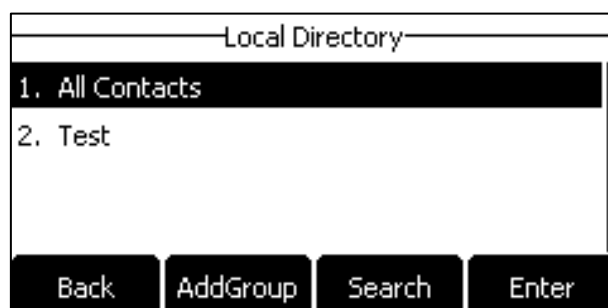 Local Directory
1. All Contacts
2. Test
Back AddGroup Search Enter